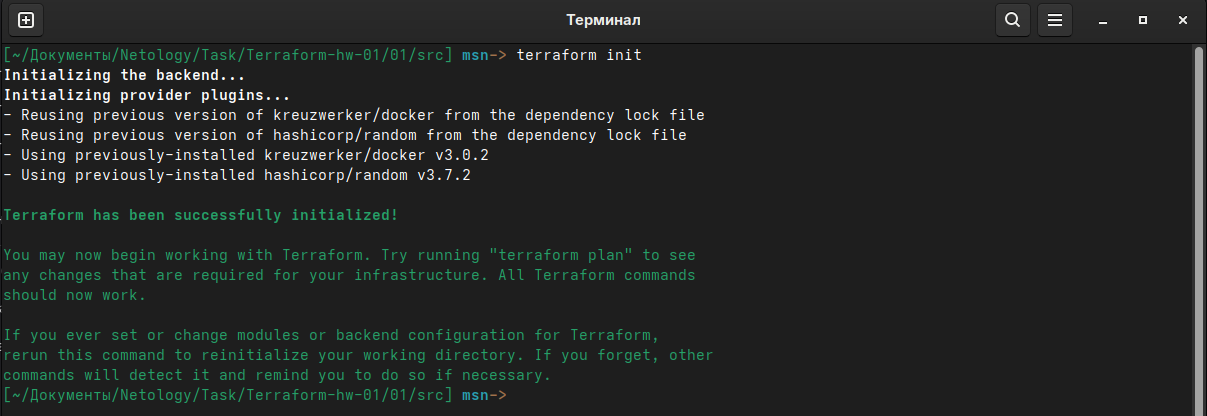 Терминал
[~/Документы/Netology/Task/Terraform-hw-01/01/src] msn-> terraform init
Initializing the backend...
Initializing provider plugins...
- Reusing previous version of kreuzwerker/docker from the dependency lock file
- Reusing previous version of hashicorp/random from the dependency lock file
- Using previously-installed kreuzwerker/docker v3.0.2
- Using previously-installed hashicorp/random v3.7.2
Terraform has been successfully initialized!
You may now begin working with Terraform. Try running "terraform plan" to see
any changes that are required for your infrastructure. All Terraform commands
should now work.
If you ever set or change modules or backend configuration for Terraform,
rerun this command to reinitialize your working directory. If you forget, other
commands will detect it and remind you to do so if necessary.
[~/Документы/Netology/Task/Terraform-hw-01/01/src] msn->